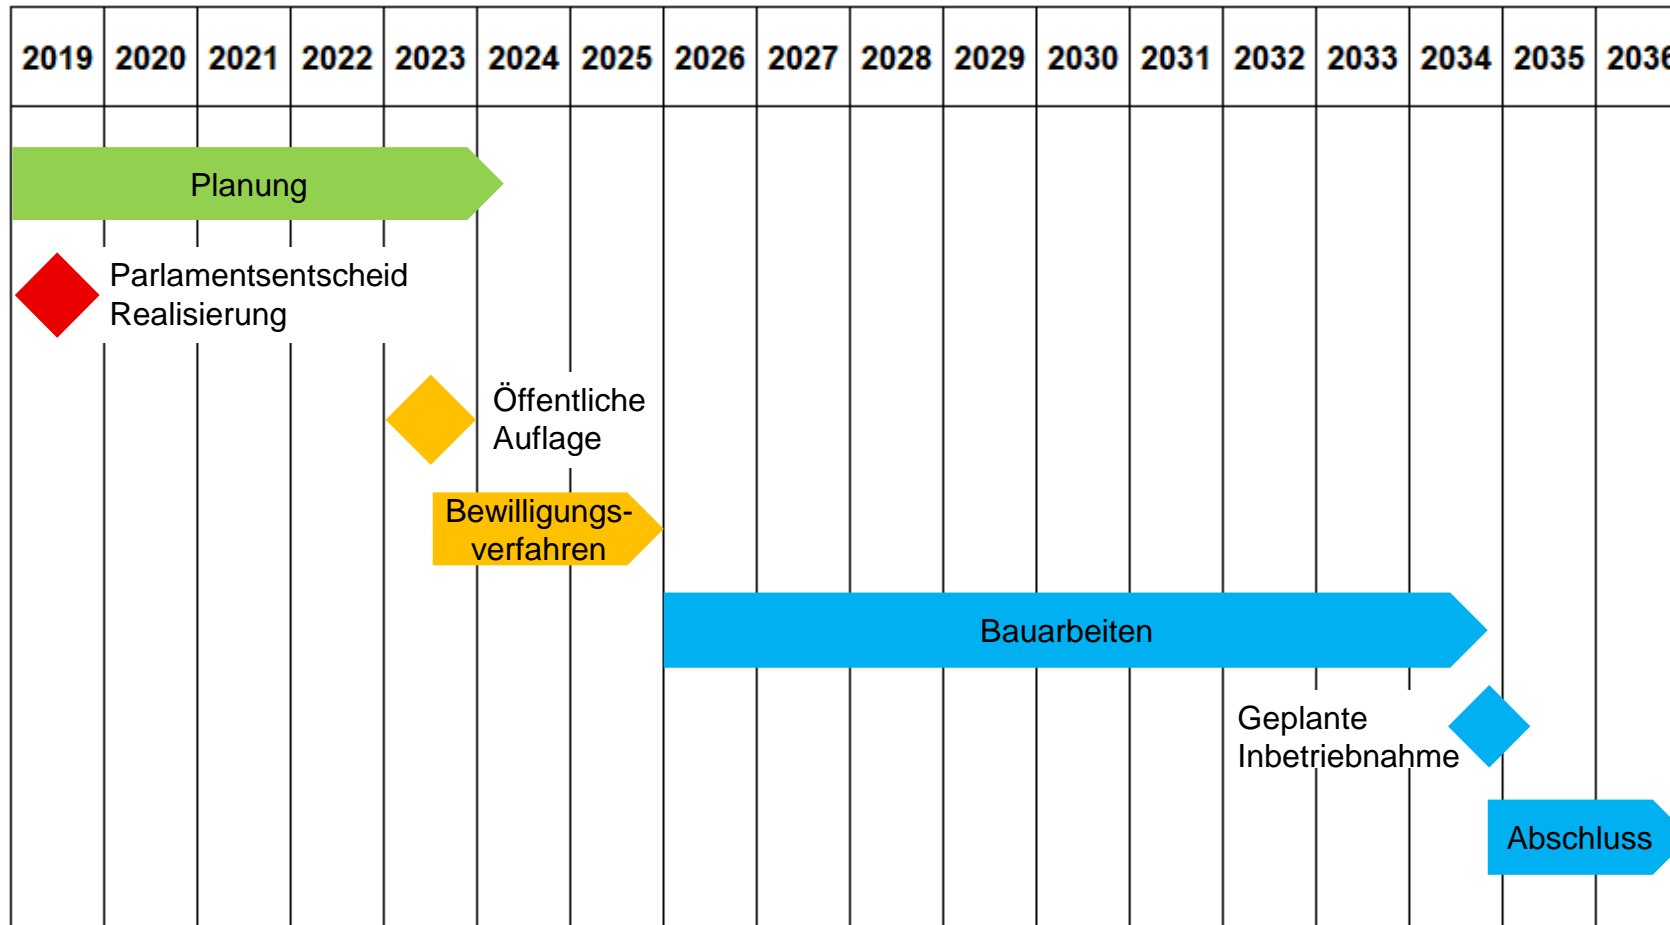 2019 2020 2021 2022 2023 2024 2025 2026 2027 2028 2029 2030 2031 2032 2033 2034 2035 2036
Planung
Parlamentsentscheid
Realisierung
Öffentliche
Auflage
Bewilligungs-
verfahren
Bauarbeiten
Geplante
Inbetriebnahme
Abschluss